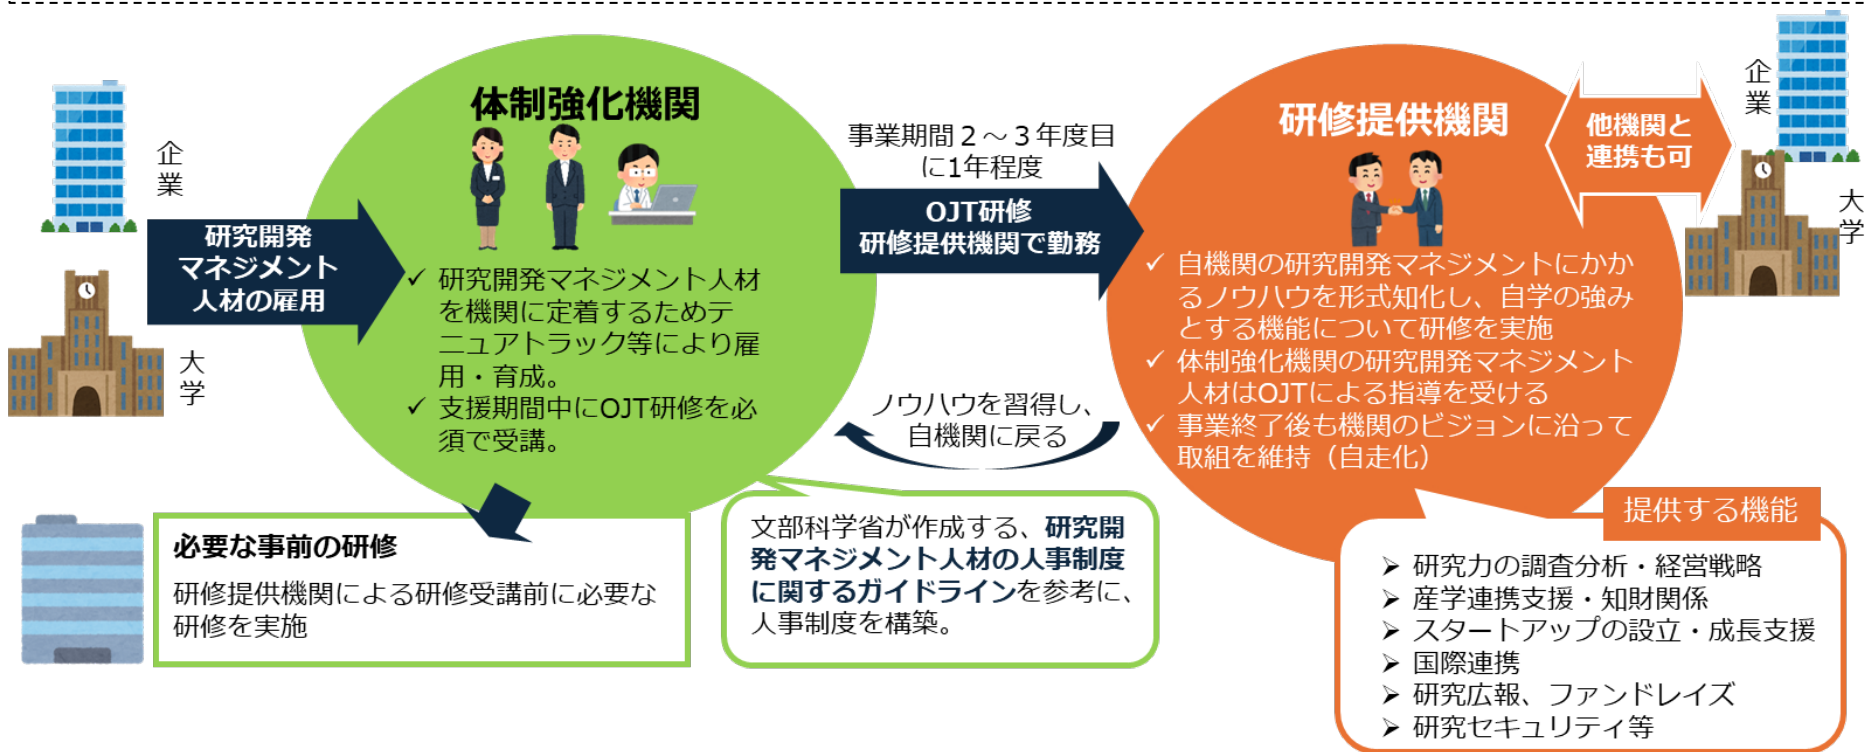 企業
大学
研究開発
マネジメント
人材の雇用
体制強化機関
✓ 研究開発マネジメント人材
を機関に定着するためテ
ニュアトラック等により雇
用・育成。
✓ 支援期間中にOJT研修を必
須で受講。
事業期間２～３年度目
に1年程度
OJT研修
研修提供機関で勤務
ノウハウを習得し、
自機関に戻る
研修提供機関
✓ 自機関の研究開発マネジメントにかか
るノウハウを形式知化し、自学の強み
とする機能について研修を実施
✓ 体制強化機関の研究開発マネジメント
人材はOJTによる指導を受ける
✓ 事業終了後も機関のビジョンに沿って
取組を維持（自走化）
他機関と
連携も可
企業
大学
必要な事前の研修
研修提供機関による研修受講前に必要な
研修を実施
文部科学省が作成する、研究開
発マネジメント人材の人事制度
に関するガイドラインを参考に、
人事制度を構築。
提供する機能
➢ 研究力の調査分析・経営戦略
➢ 産学連携支援・知財関係
➢ スタートアップの設立・成長支援
➢ 国際連携
➢ 研究広報、ファンドレイズ
➢ 研究セキュリティ等